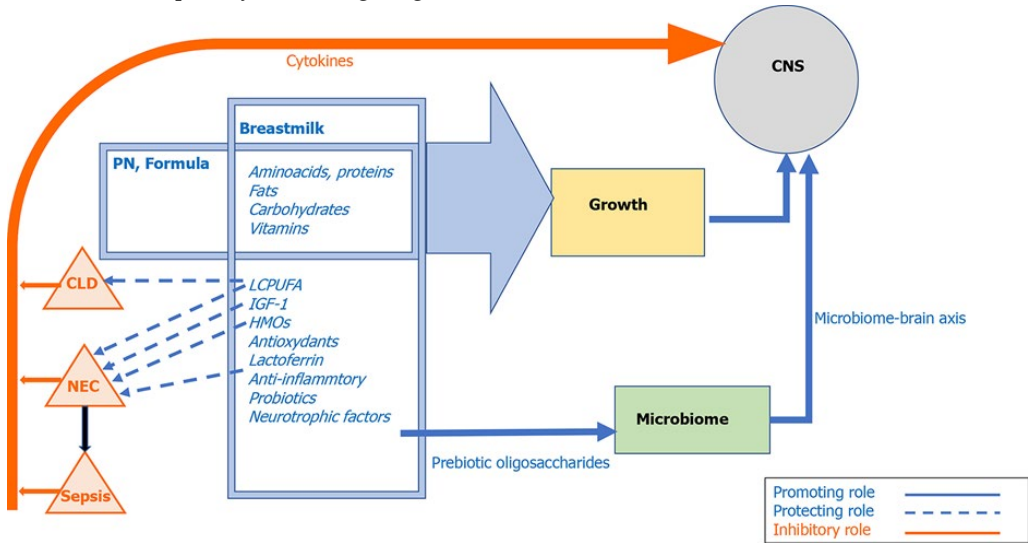 Cytokines
CNS
Breastmilk
PN, Formula
Aminoacids, proteins
Fats
Carbohydrates
Vitamins
Growth
CLD
LCPUFA
IGF-1
HMOs
Antioxydants
Lactoferrin
Anti-inflammtory
Probiotics
Neurotrophic factors
NEC
Sepsis
Microbiome-brain axis
Microbiome
Prebiotic oligosaccharides
Promoting role
Protecting role
Inhibitory role